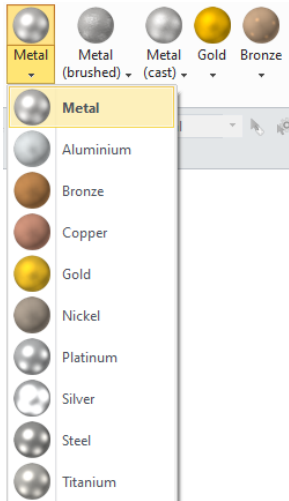 Metal
Metal
(brushed)
Metal
(cast)
Gold
Bronze
Metal
Aluminium
Bronze
Copper
Gold
Nickel
Platinum
Silver
Steel
Titanium